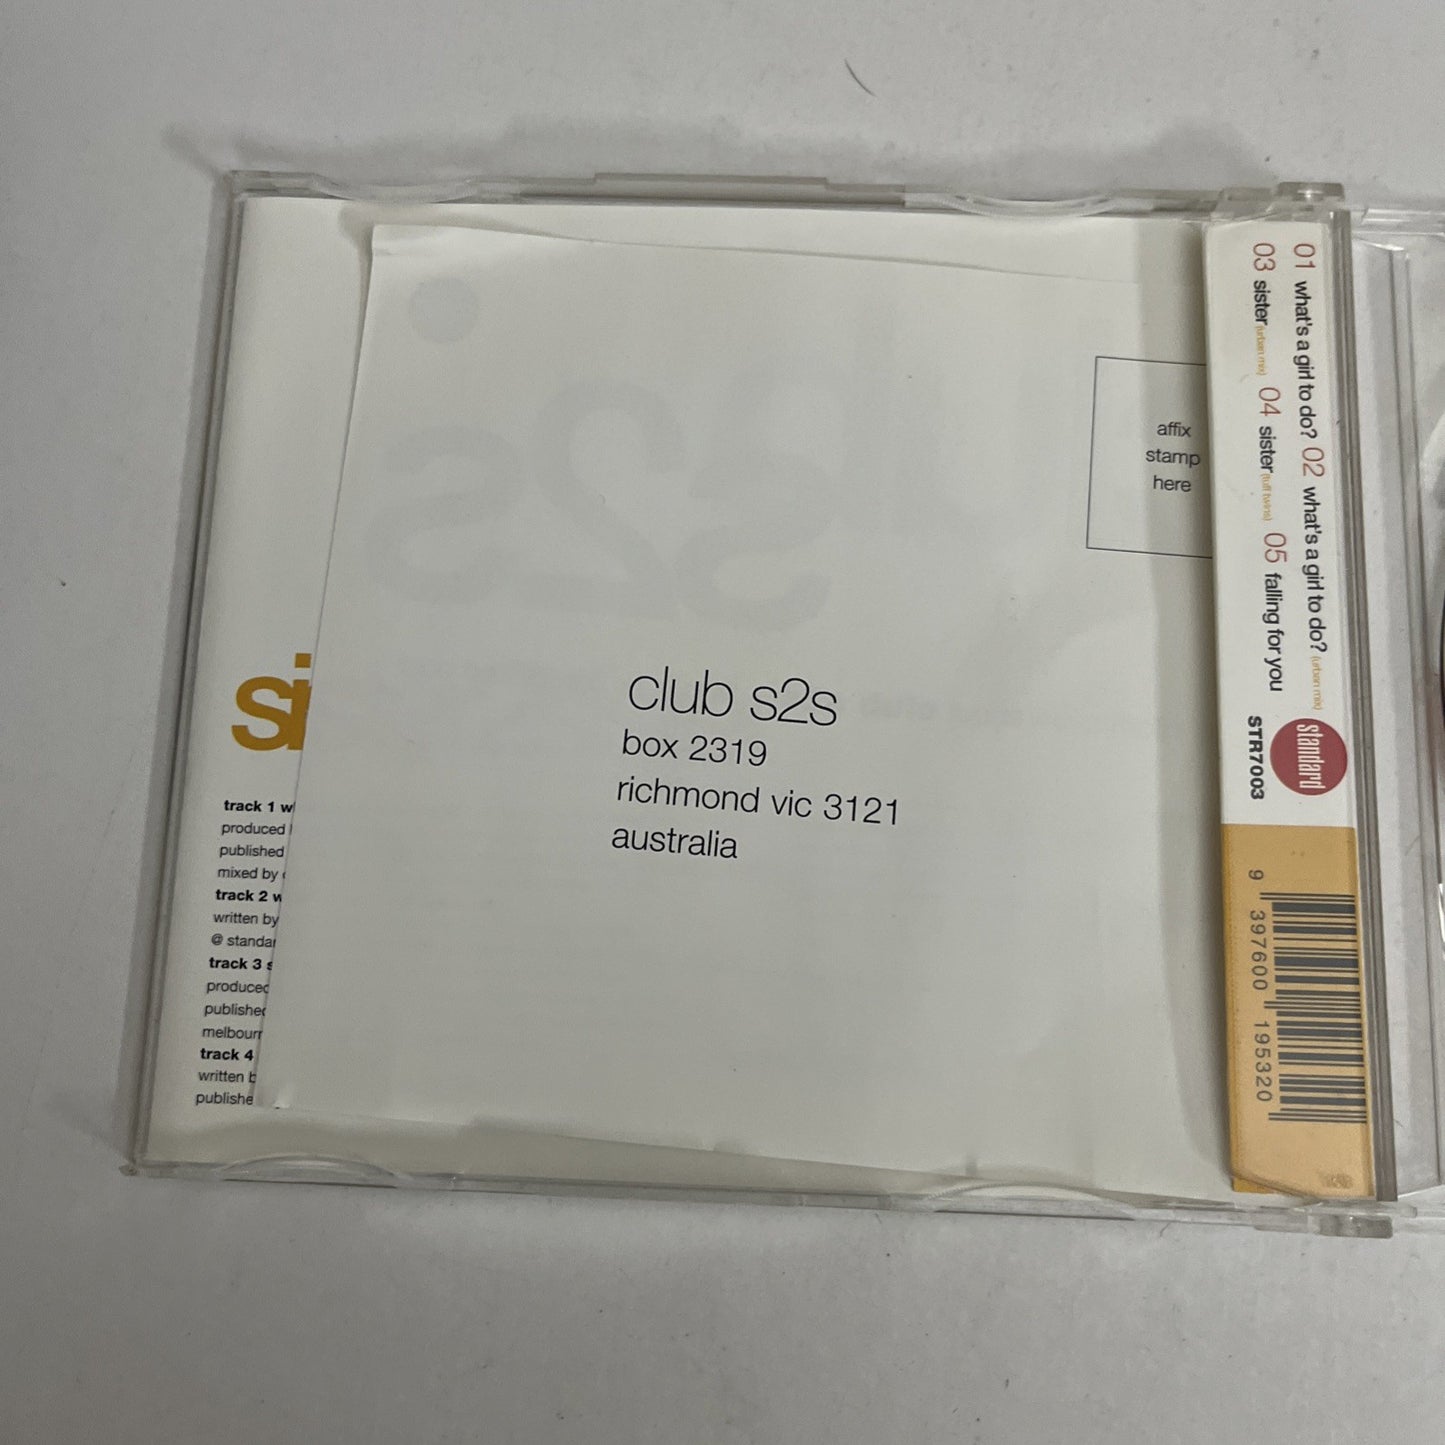 si
track 1 w
produced
published
mixed by
track 2 w
written by
@ standar
track 3 s
produced
published
melbourn
track 4
written b
publishe
affix
stamp
here
club s2s
box 2319
richmond vic 3121
australia
01 what's a girl to do? 02 what's a girl to do? (urban mix)
03 sister (urban mix) 04 sister (tuff twins) 05 falling for you
standard
STR7003
9 397600 195320